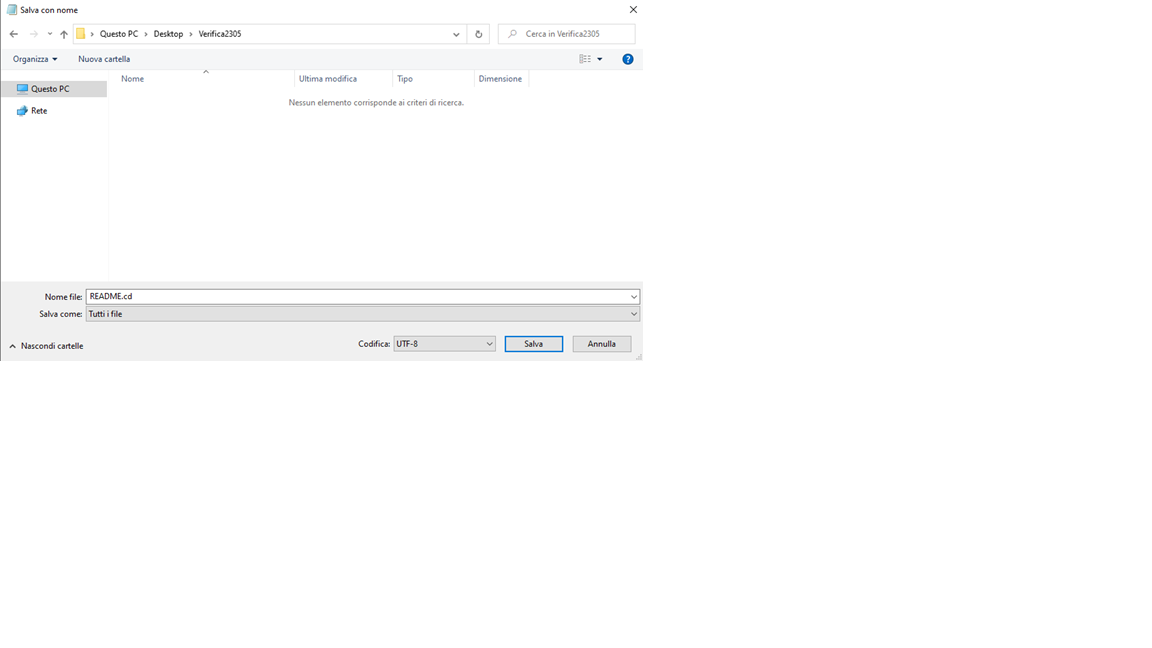 Salva con nome
Questo PC > Desktop > Verifica2305
Cerca in Verifica2305
Organizza
Nuova cartella
?
Nome
Ultima modifica
Tipo
Dimensione
Questo PC
Nessun elemento corrisponde ai criteri di ricerca.
Rete
Nome file: README.cd
Salva come: Tutti i file
Nascondi cartelle
Codifica: UTF-8
Salva
Annulla